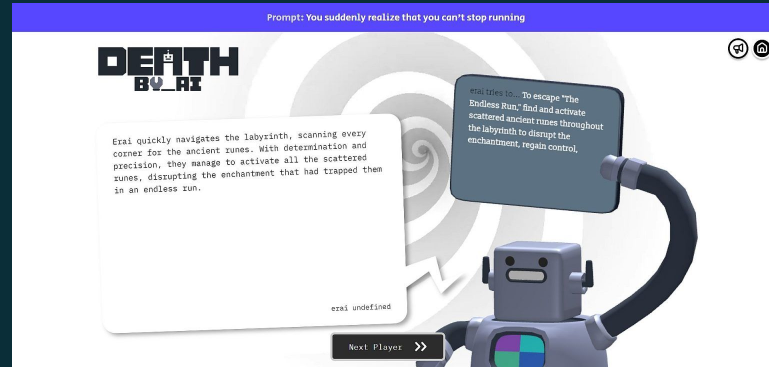 Prompt: You suddenly realize that you can't stop running
DEATH
BY_AI
erai tries to... To escape "The
Endless Run," find and activate
scattered ancient runes throughout
the labyrinth to disrupt the
enchantment, regain control,
Erai quickly navigates the labyrinth, scanning every
corner for the ancient runes. With determination and
precision, they manage to activate all the scattered
runes, disrupting the enchantment that had trapped them
in an endless run.
erai undefined
Next Player